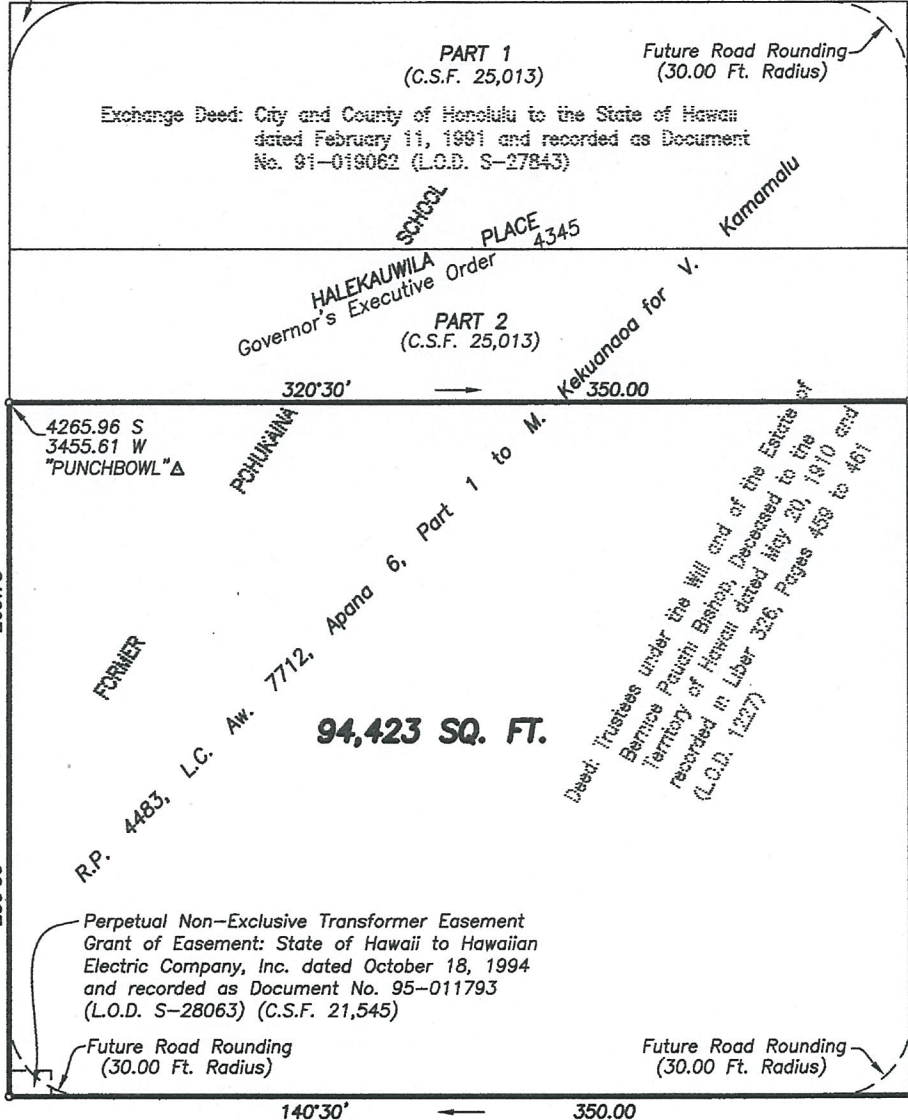 PART 1
(C.S.F. 25,013)
Future Road Rounding
(30.00 Ft. Radius)
Exchange Deed: City and County of Honolulu to the State of Hawaii
dated February 11, 1991 and recorded as Document
No. 91-019062 (L.O.D. S-27843)
SCHOOL
HALEKAUWILA PLACE
Governor's Executive Order 4345
PART 2
(C.S.F. 25,013)
320°30'
350.00
4265.96 S
3455.61 W
"PUNCHBOWL"Δ
POHUKAINA
FORMER
R.P. 4483, L.C. Aw. 7712, Apana 6, Part 1 to M. Kekuanaoa for V. Kamamalu
Deed: Trustees under the Will and of the Estate of
Bernice Pauahi Bishop, Deceased to the
Territory of Hawaii dated May 20, 1910 and
recorded in Liber 326, Pages 459 to 461
(L.O.D. 1227)
94,423 SQ. FT.
Perpetual Non-Exclusive Transformer Easement
Grant of Easement: State of Hawaii to Hawaiian
Electric Company, Inc. dated October 18, 1994
and recorded as Document No. 95-011793
(L.O.D. S-28063) (C.S.F. 21,545)
Future Road Rounding
(30.00 Ft. Radius)
Future Road Rounding
(30.00 Ft. Radius)
140°30'
350.00